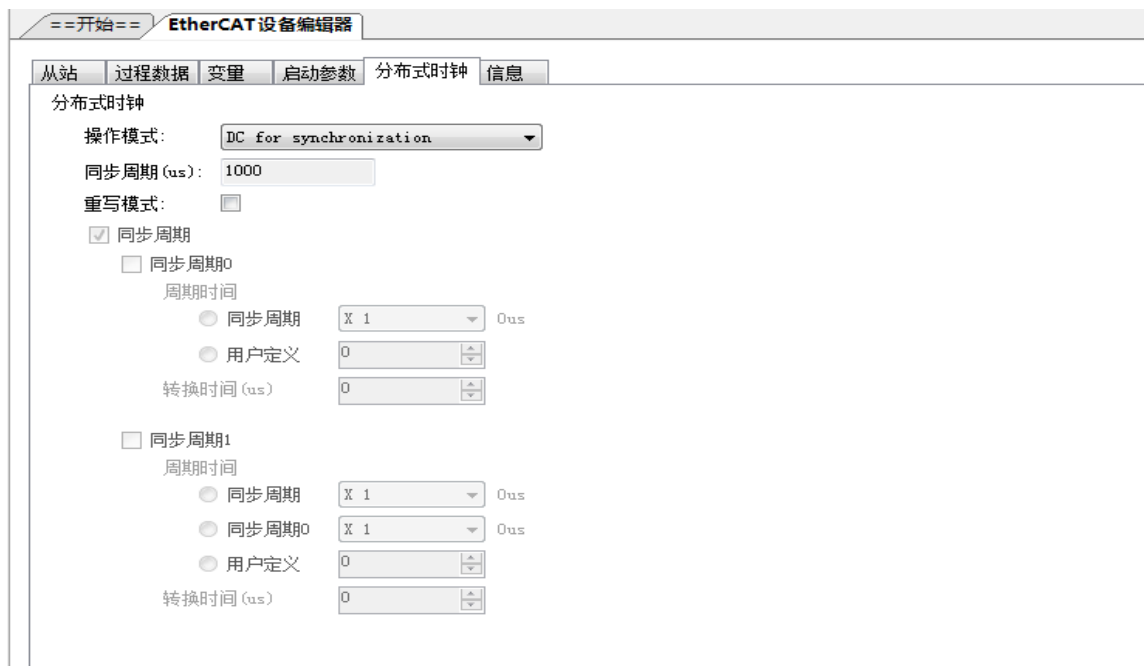 ==开始== EtherCAT设备编辑器
从站 过程数据 变量 启动参数 分布式时钟 信息
分布式时钟
操作模式: DC for synchronization
同步周期(us): 1000
重写模式:
同步周期
同步周期0
周期时间
同步周期 X 1 0us
用户定义 0
转换时间(us) 0
同步周期1
周期时间
同步周期 X 1 0us
同步周期0 X 1 0us
用户定义 0
转换时间(us) 0